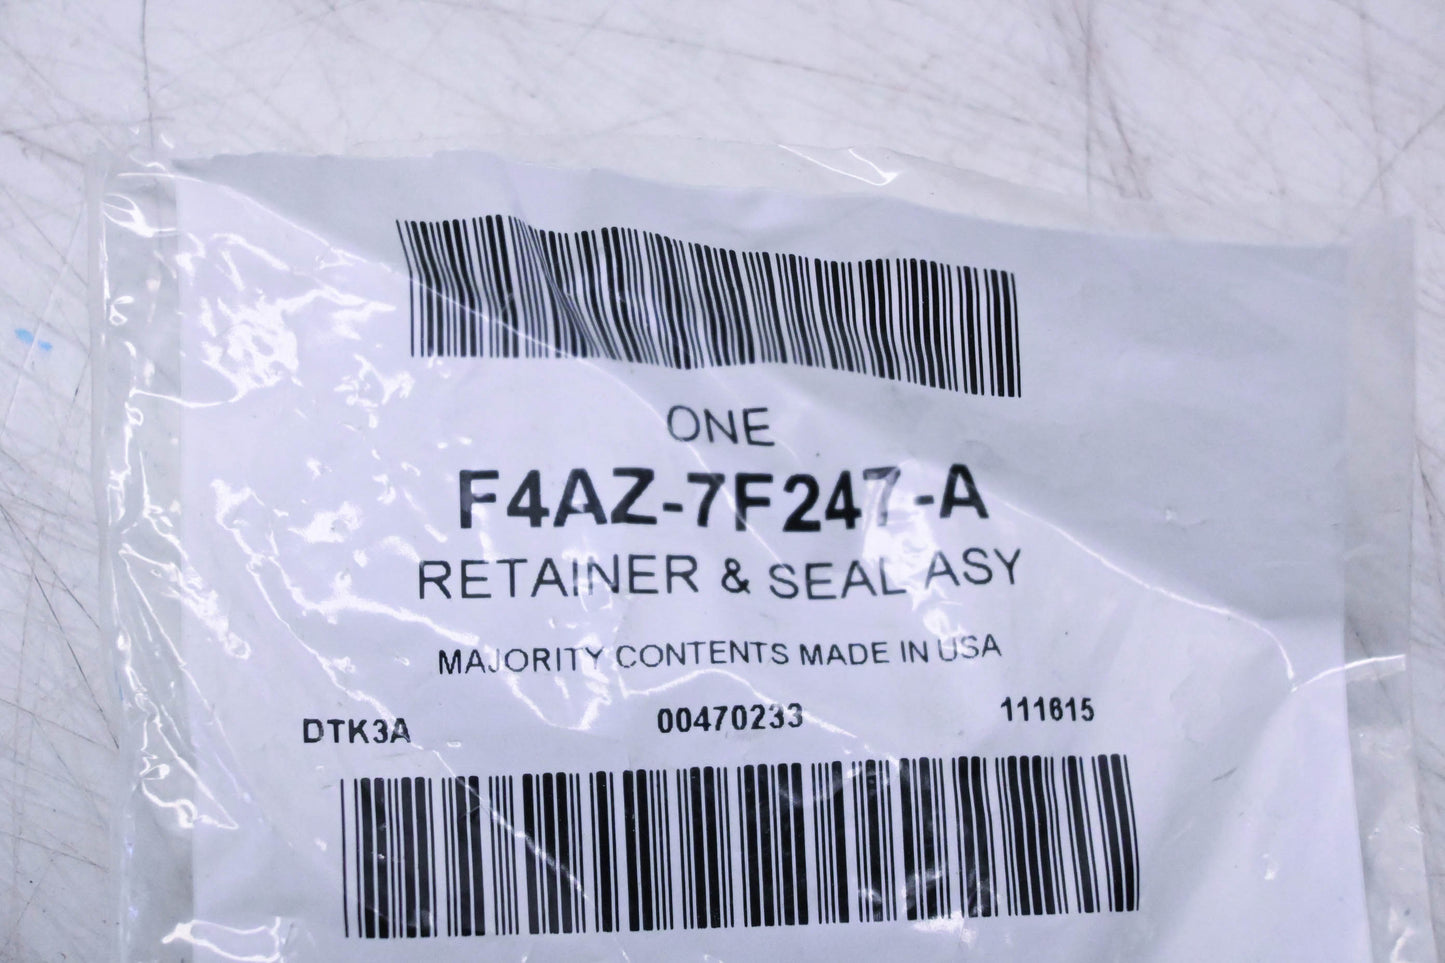 ONE
F4AZ-7F247-A
RETAINER & SEAL ASY
MAJORITY CONTENTS MADE IN USA
DTK3A 00470233 111615